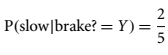 P(slow|brake? = Y) = 2/5